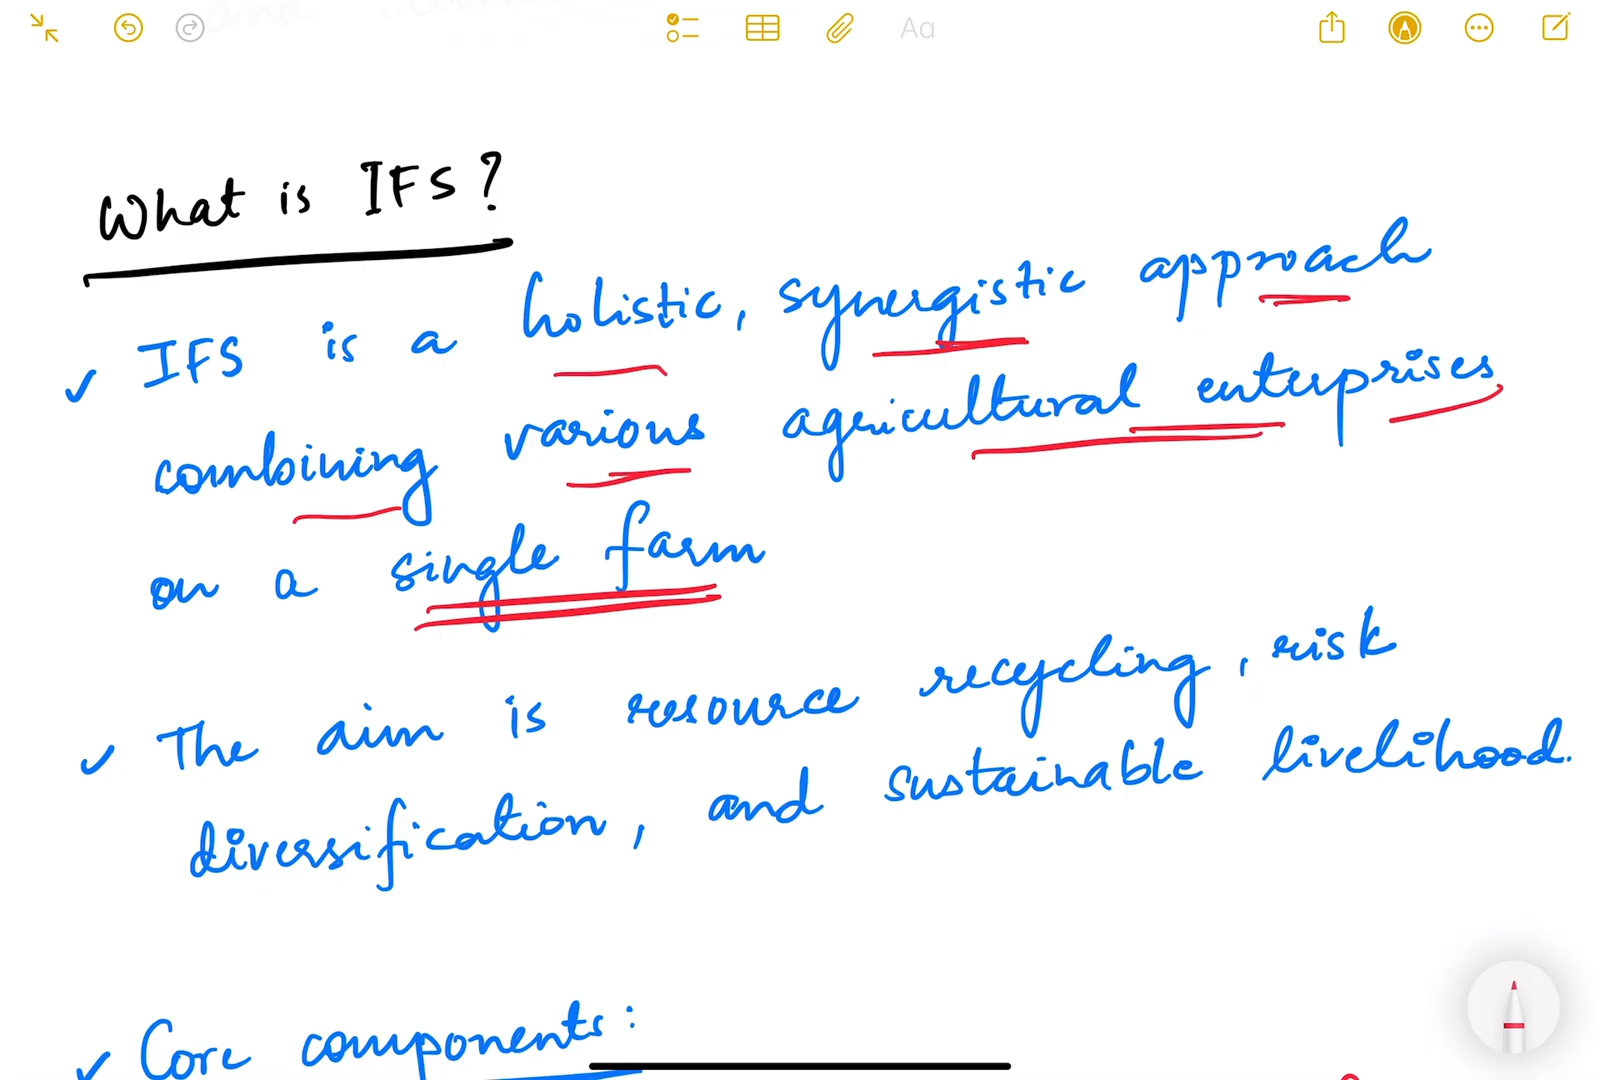 Aa
What is IFS?
✓ IFS is a holistic, synergistic approach
combining various agricultural enterprises
on a single farm
✓ The aim is resource recycling, risk
diversification, and sustainable livelihood.
✓ Core components: